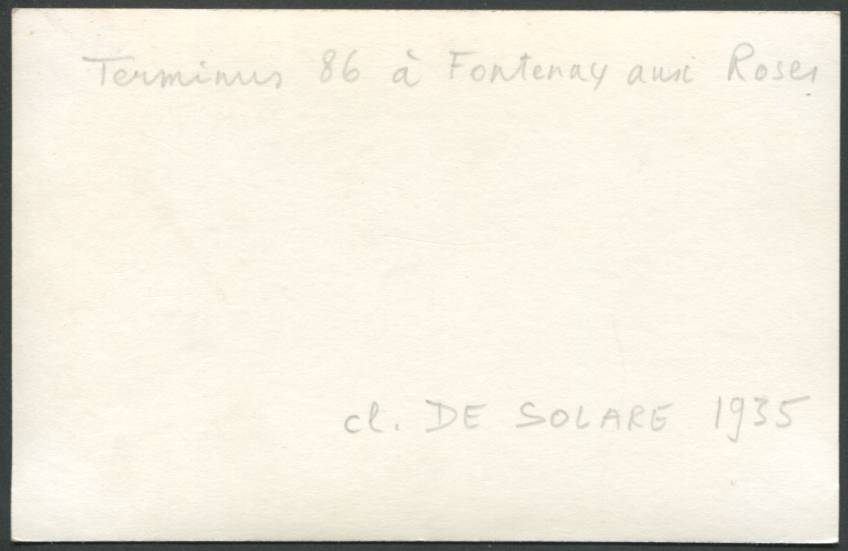 Terminus 86 à Fontenay aux Roses
cl. DE SOLARE 1935